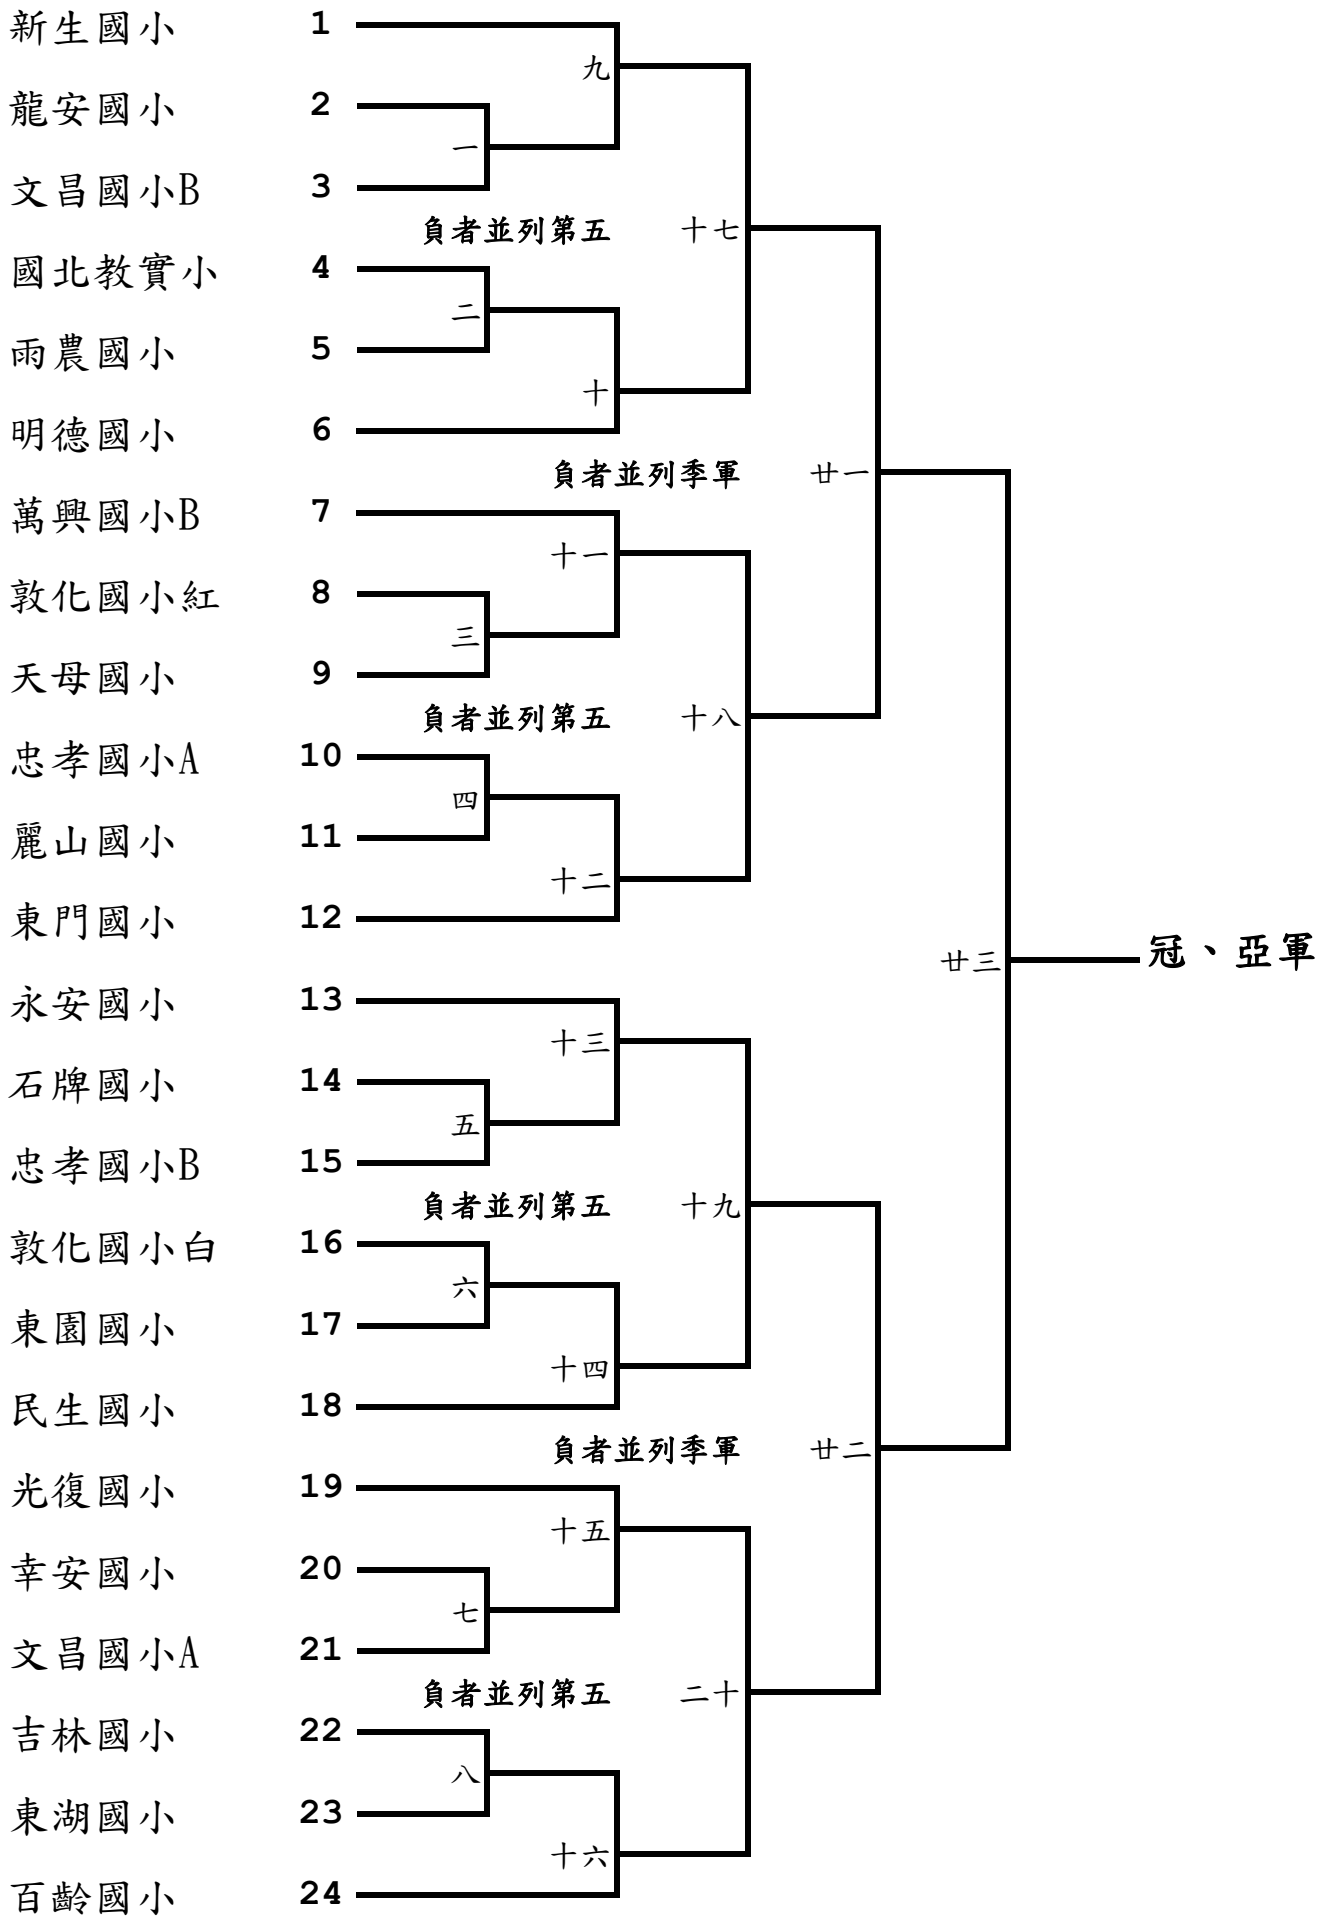 新生國小 1
九
龍安國小 2
一
文昌國小B 3
負者並列第五 十七
國北教實小 4
二
雨農國小 5
十
明德國小 6
負者並列季軍 廿一
萬興國小B 7
十一
敦化國小紅 8
三
天母國小 9
負者並列第五 十八
忠孝國小A 10
四
麗山國小 11
十二
東門國小 12
廿三 冠、亞軍
永安國小 13
十三
石牌國小 14
五
忠孝國小B 15
負者並列第五 十九
敦化國小白 16
六
東園國小 17
十四
民生國小 18
負者並列季軍 廿二
光復國小 19
十五
幸安國小 20
七
文昌國小A 21
負者並列第五 二十
吉林國小 22
八
東湖國小 23
十六
百齡國小 24